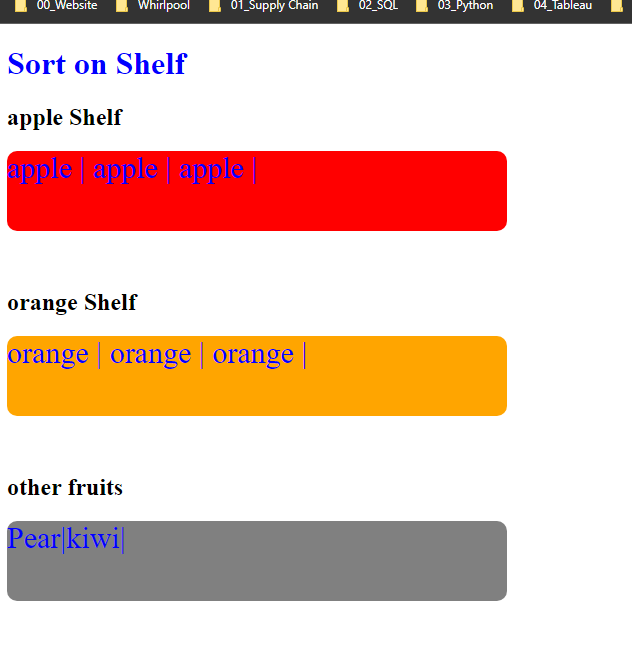 00_Website Whirlpool 01_Supply Chain 02_SQL 03_Python 04_Tableau
Sort on Shelf
apple Shelf
apple | apple | apple |
orange Shelf
orange | orange | orange |
other fruits
Pear|kiwi|